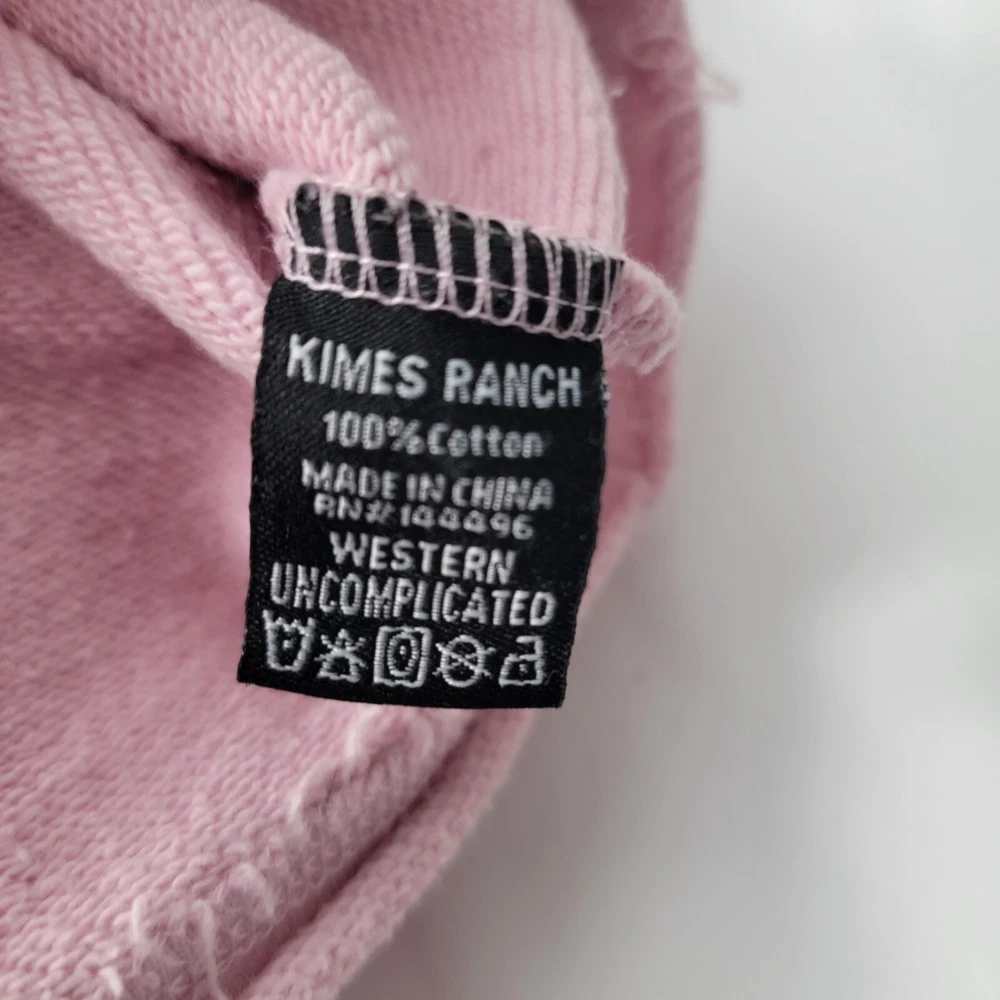 KIMES RANCH
100% Cotton
MADE IN CHINA
RN# 144496
WESTERN
UNCOMPLICATED